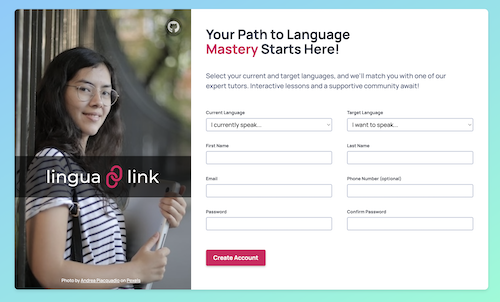 Your Path to Language
Mastery Starts Here!
Select your current and target languages, and we'll match you with one of our
expert tutors. Interactive lessons and a supportive community await!
Current Language
Target Language
I currently speak...
I want to speak...
First Name
Last Name
Email
Phone Number (optional)
Password
Confirm Password
Create Account
lingua link
Photo by Andrea Piacquadio on Pexels